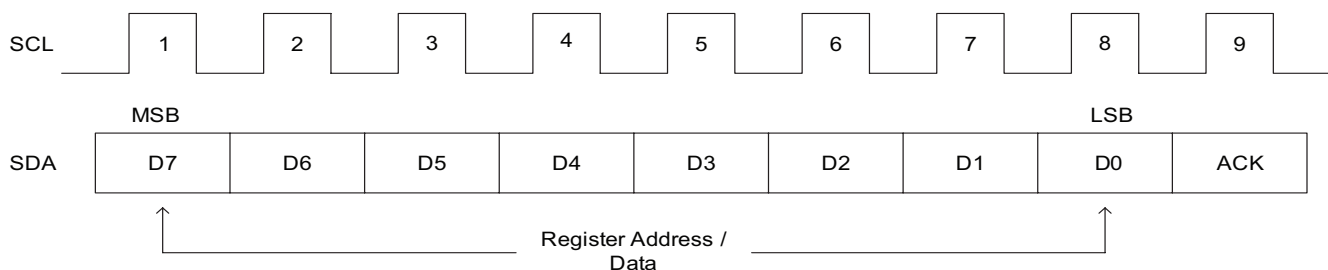 SCL 1 2 3 4 5 6 7 8 9
MSB LSB
SDA D7 D6 D5 D4 D3 D2 D1 D0 ACK
Register Address /
Data